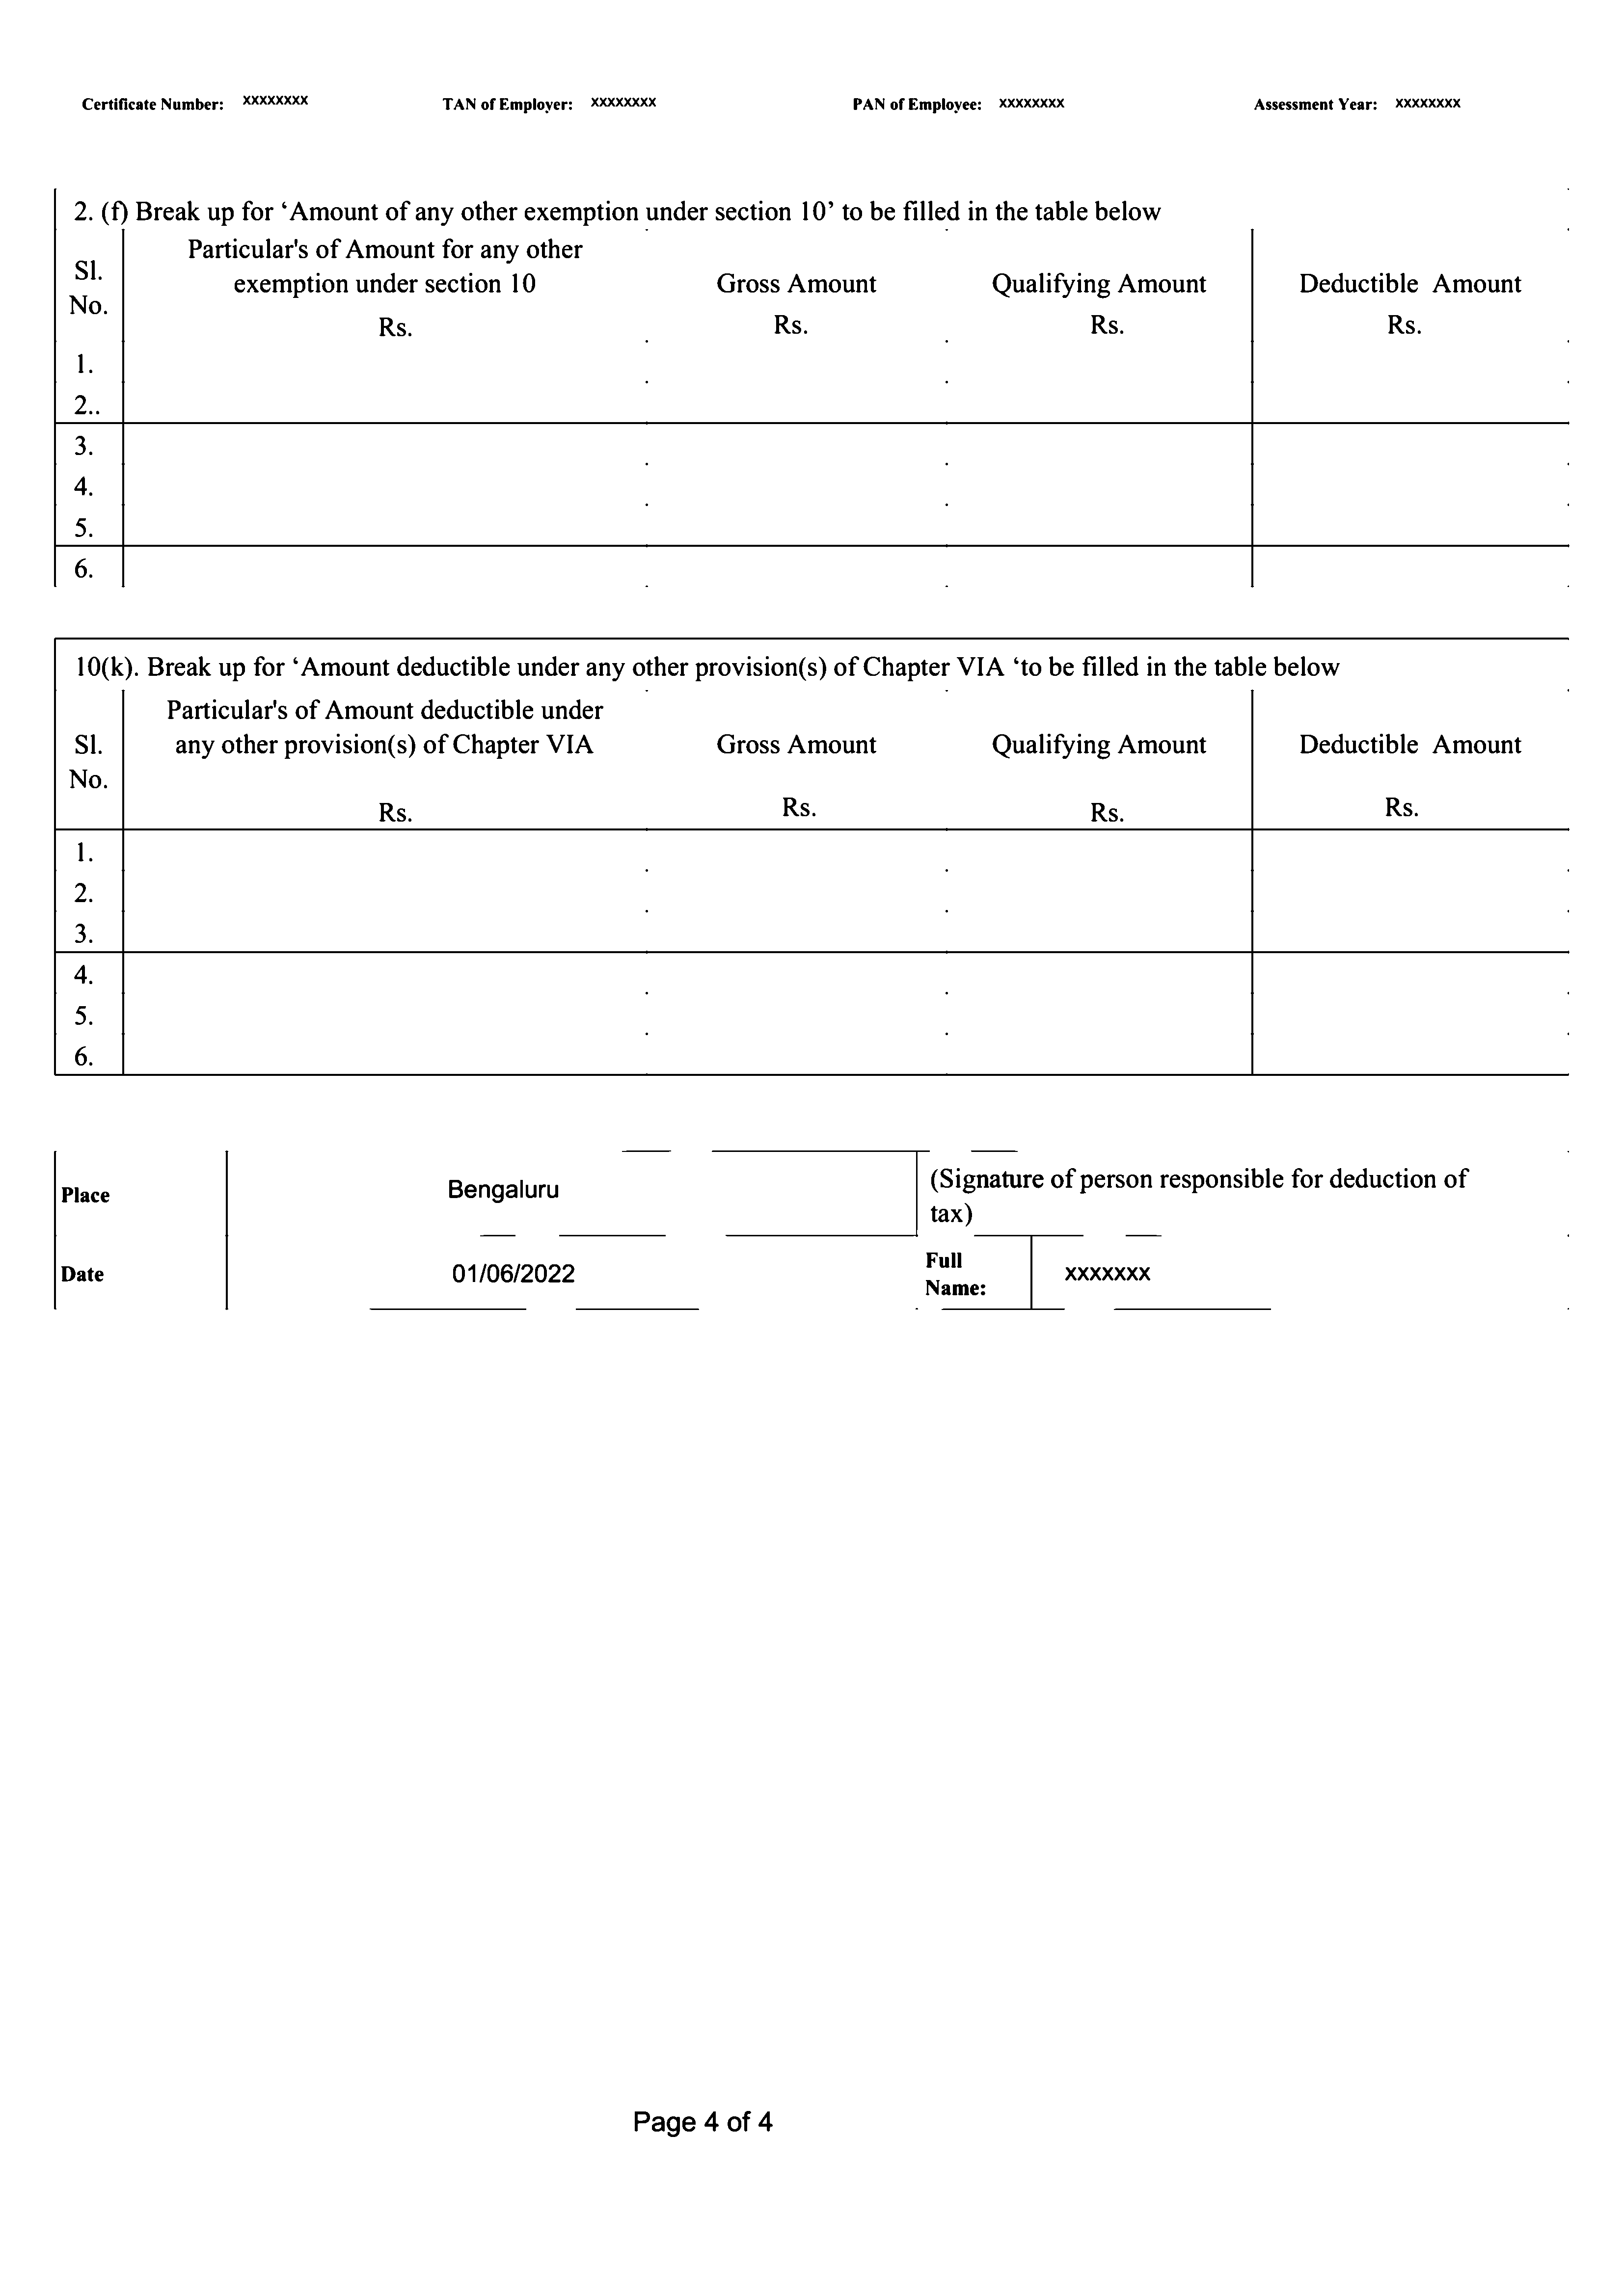 Certificate Number: xxxxxxxx TAN of Employer: xxxxxxxx PAN of Employee: xxxxxxxx Assessment Year: xxxxxxxx
2. (f) Break up for ‘Amount of any other exemption under section 10’ to be filled in the table below
Sl. No. Particular's of Amount for any other exemption under section 10 Rs. Gross Amount Rs. Qualifying Amount Rs. Deductible Amount Rs.
1.
2..
3.
4.
5.
6.
10(k). Break up for ‘Amount deductible under any other provision(s) of Chapter VIA ‘to be filled in the table below
Sl. No. Particular's of Amount deductible under any other provision(s) of Chapter VIA Rs. Gross Amount Rs. Qualifying Amount Rs. Deductible Amount Rs.
1.
2.
3.
4.
5.
6.
Place Bengaluru (Signature of person responsible for deduction of tax)
Date 01/06/2022 Full Name: xxxxxxx
Page 4 of 4